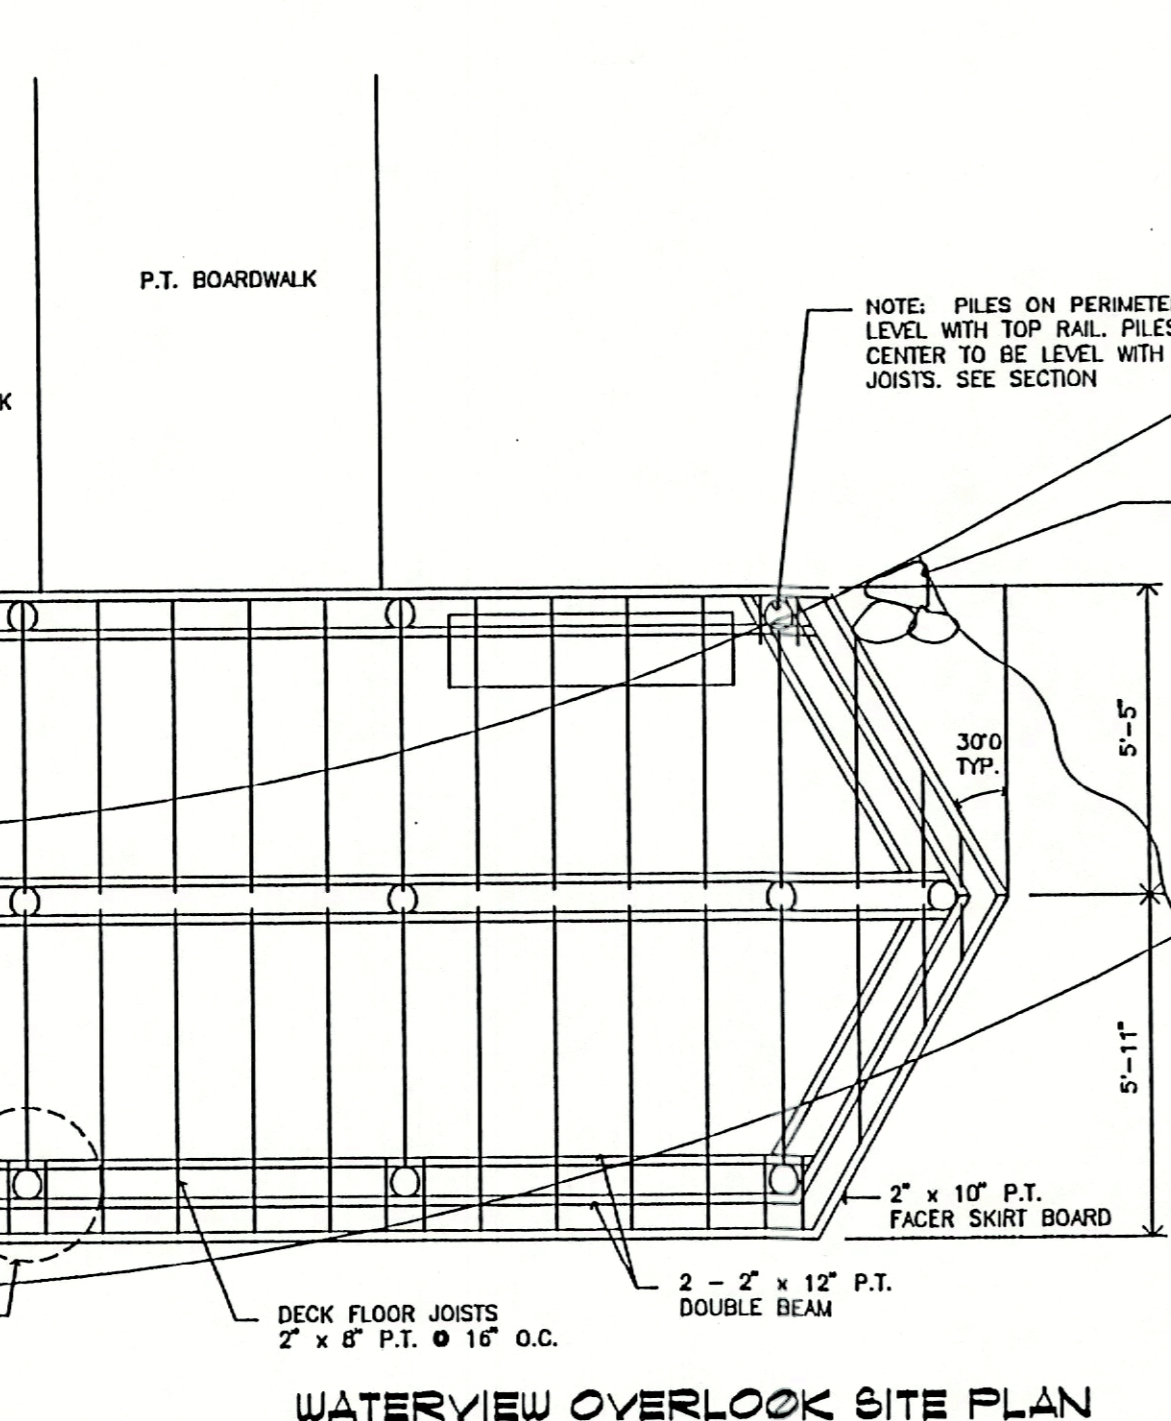 P.T. BOARDWALK
K
NOTE: PILES ON PERIMETE
LEVEL WITH TOP RAIL. PILES
CENTER TO BE LEVEL WITH
JOISTS. SEE SECTION
30°0
TYP.
5'-5"
5'-11"
2" x 10" P.T.
FACER SKIRT BOARD
2 - 2" x 12" P.T.
DOUBLE BEAM
DECK FLOOR JOISTS
2" x 8" P.T. @ 16" O.C.
WATERVIEW OVERLOOK SITE PLAN